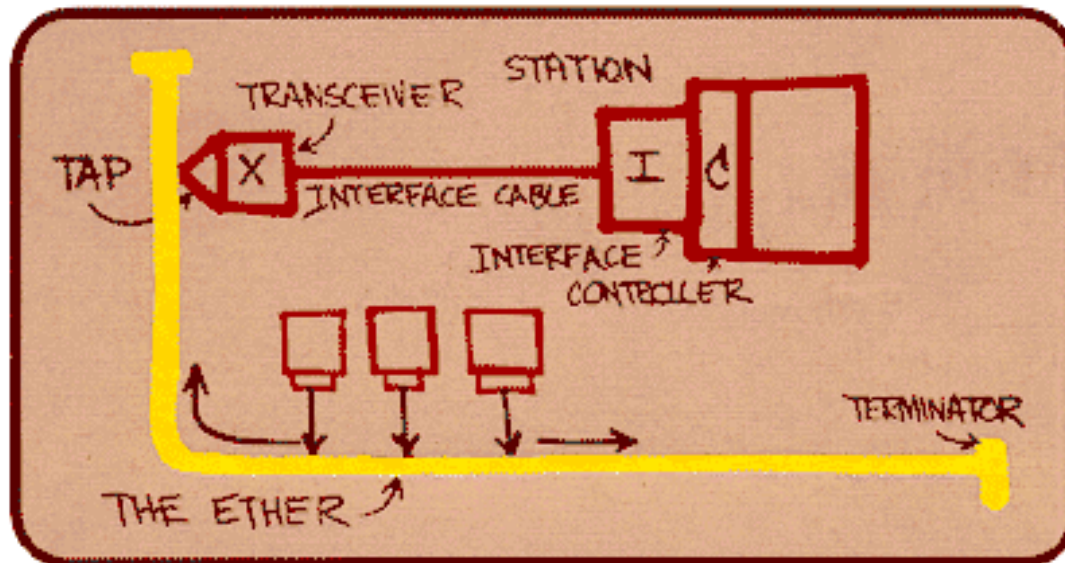 STATION
TRANSCEIVER
TAP
X
I
C
INTERFACE CABLE
INTERFACE
CONTROLLER
TERMINATOR
THE ETHER